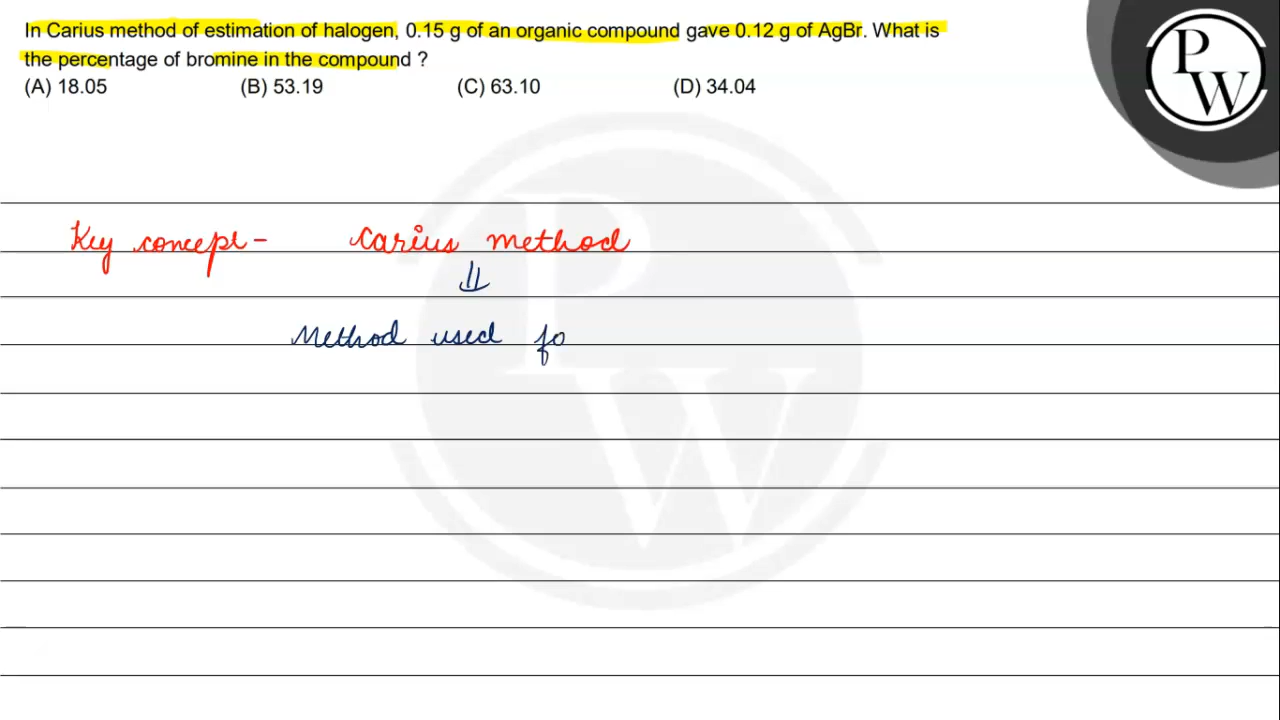 In Carius method of estimation of halogen, 0.15 g of an organic compound gave 0.12 g of AgBr. What is
the percentage of bromine in the compound ?
(A) 18.05 (B) 53.19 (C) 63.10 (D) 34.04
P
W
Key concept - Carius method
⇓
Method used fo
P
W